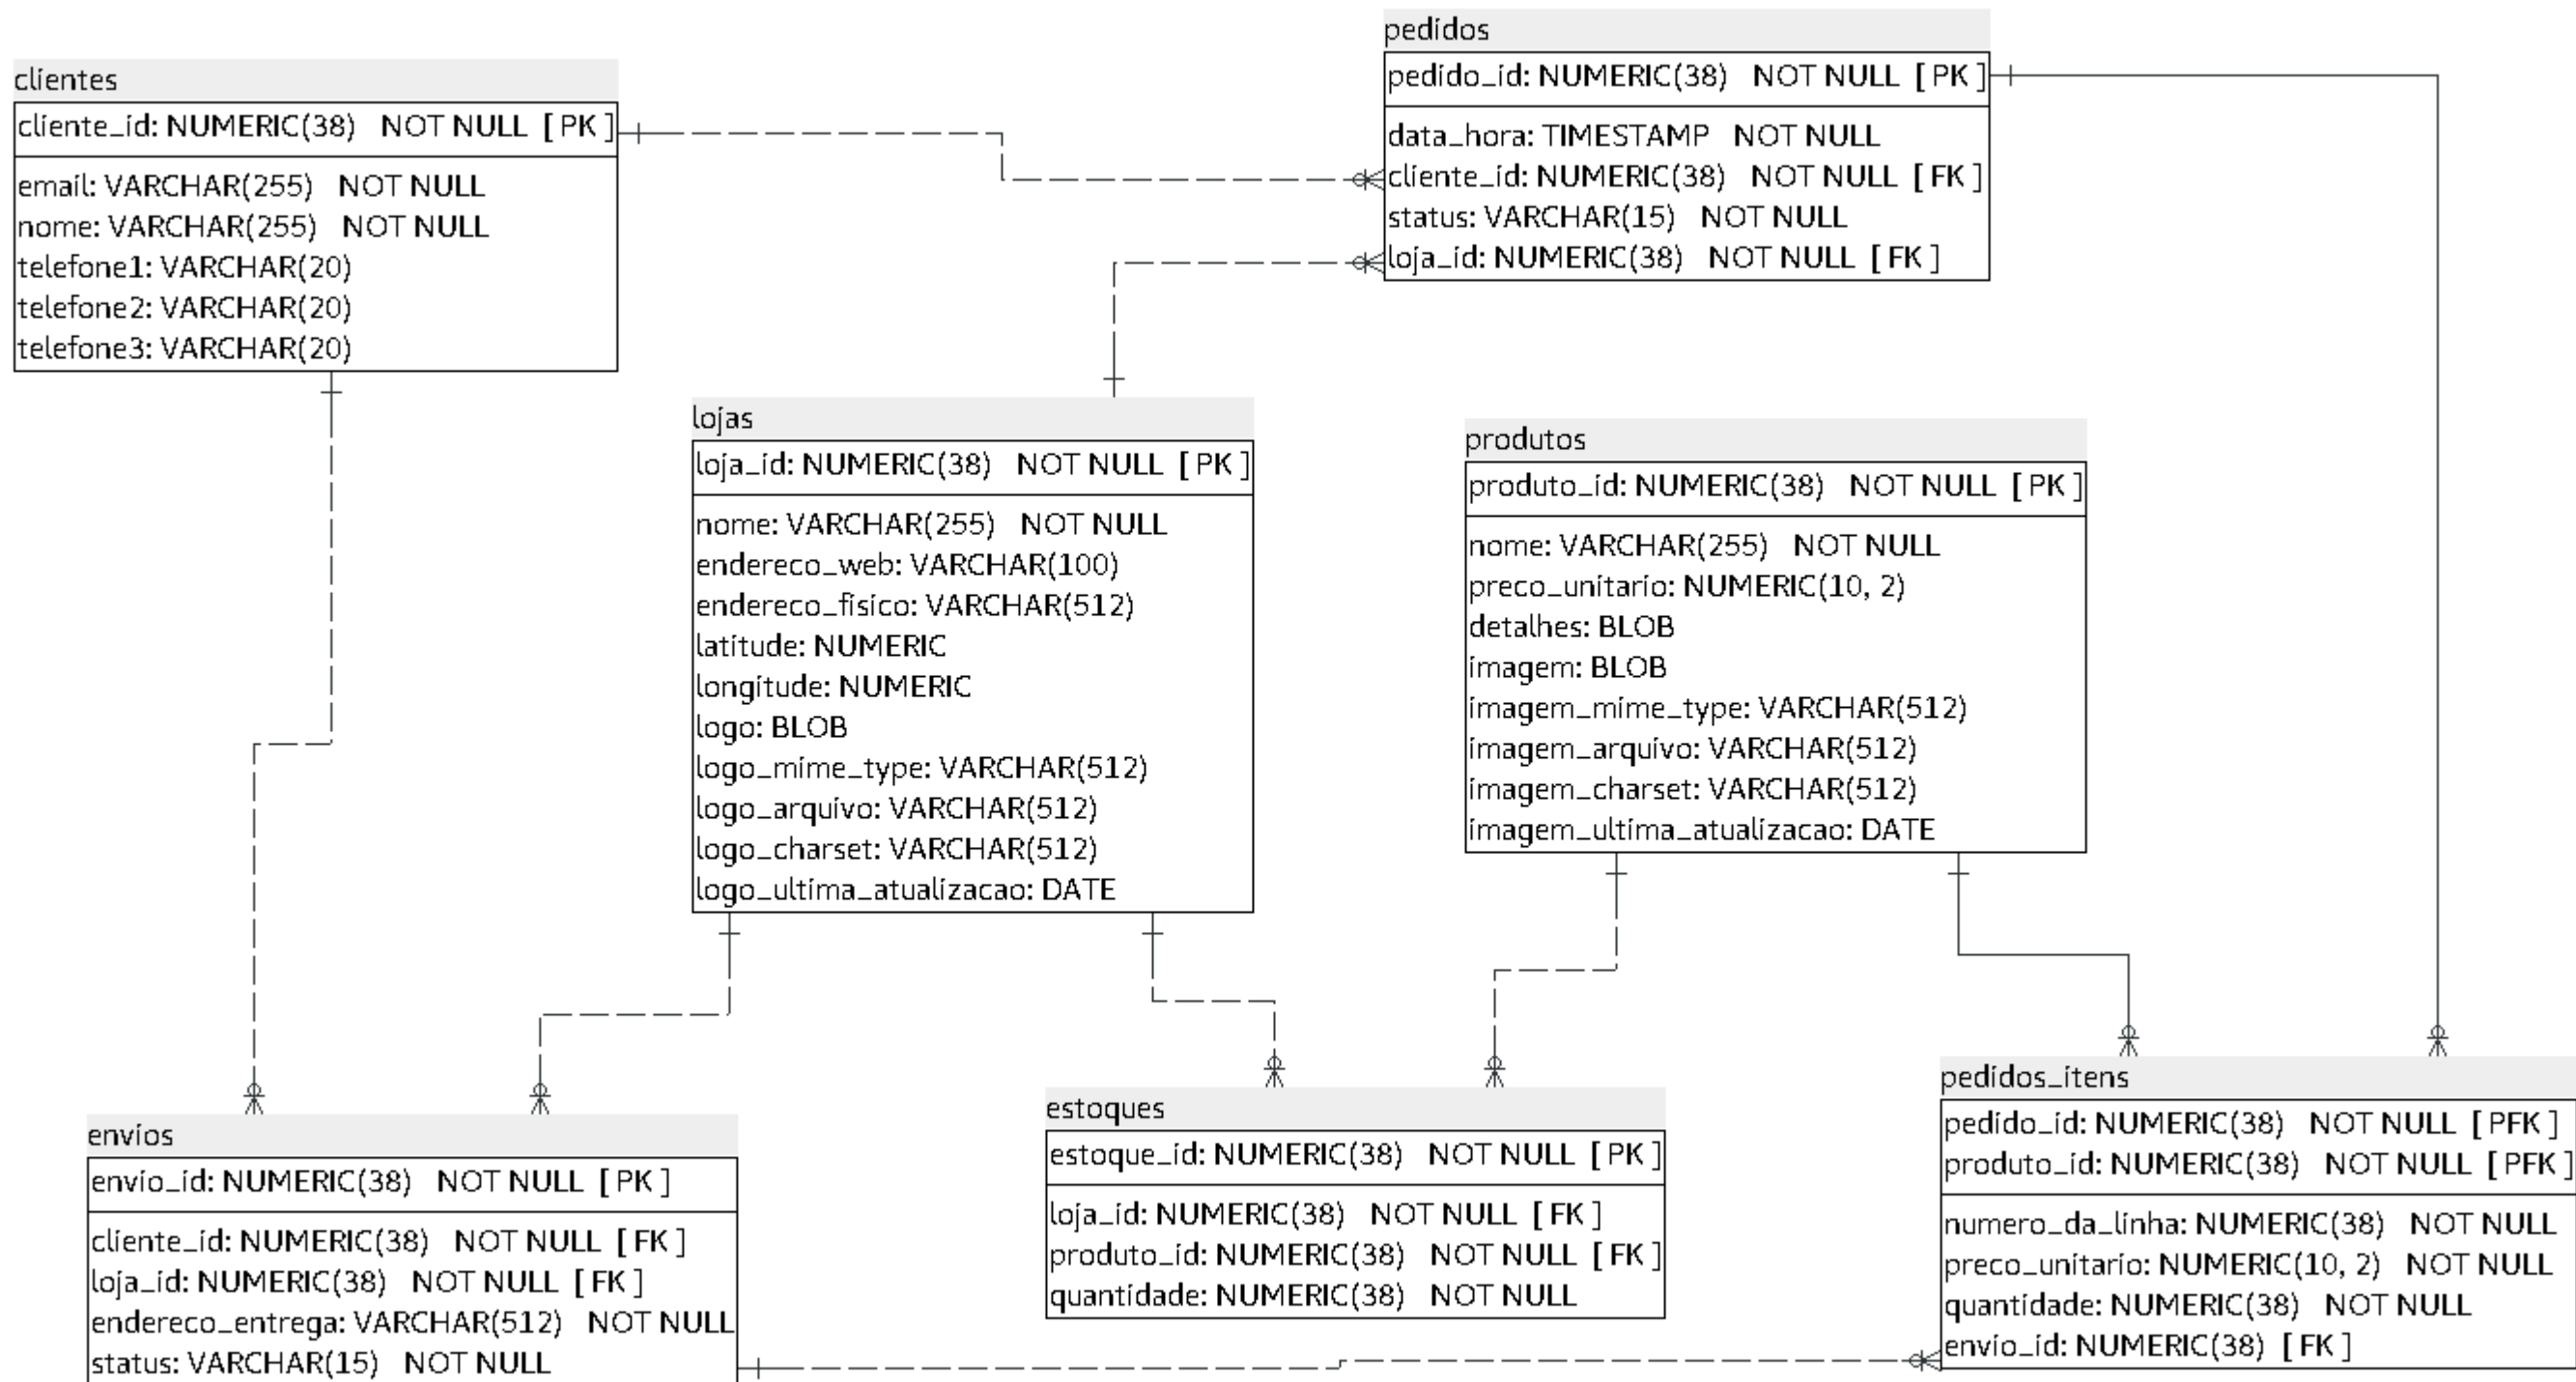 clientes
cliente_id: NUMERIC(38) NOT NULL [ PK ]
email: VARCHAR(255) NOT NULL
nome: VARCHAR(255) NOT NULL
telefone1: VARCHAR(20)
telefone2: VARCHAR(20)
telefone3: VARCHAR(20)
pedidos
pedido_id: NUMERIC(38) NOT NULL [ PK ]
data_hora: TIMESTAMP NOT NULL
cliente_id: NUMERIC(38) NOT NULL [ FK ]
status: VARCHAR(15) NOT NULL
loja_id: NUMERIC(38) NOT NULL [ FK ]
lojas
loja_id: NUMERIC(38) NOT NULL [ PK ]
nome: VARCHAR(255) NOT NULL
endereco_web: VARCHAR(100)
endereco_fisico: VARCHAR(512)
latitude: NUMERIC
longitude: NUMERIC
logo: BLOB
logo_mime_type: VARCHAR(512)
logo_arquivo: VARCHAR(512)
logo_charset: VARCHAR(512)
logo_ultima_atualizacao: DATE
produtos
produto_id: NUMERIC(38) NOT NULL [ PK ]
nome: VARCHAR(255) NOT NULL
preco_unitario: NUMERIC(10, 2)
detalhes: BLOB
imagem: BLOB
imagem_mime_type: VARCHAR(512)
imagem_arquivo: VARCHAR(512)
imagem_charset: VARCHAR(512)
imagem_ultima_atualizacao: DATE
envios
envio_id: NUMERIC(38) NOT NULL [ PK ]
cliente_id: NUMERIC(38) NOT NULL [ FK ]
loja_id: NUMERIC(38) NOT NULL [ FK ]
endereco_entrega: VARCHAR(512) NOT NULL
status: VARCHAR(15) NOT NULL
estoques
estoque_id: NUMERIC(38) NOT NULL [ PK ]
loja_id: NUMERIC(38) NOT NULL [ FK ]
produto_id: NUMERIC(38) NOT NULL [ FK ]
quantidade: NUMERIC(38) NOT NULL
pedidos_itens
pedido_id: NUMERIC(38) NOT NULL [ PFK ]
produto_id: NUMERIC(38) NOT NULL [ PFK ]
numero_da_linha: NUMERIC(38) NOT NULL
preco_unitario: NUMERIC(10, 2) NOT NULL
quantidade: NUMERIC(38) NOT NULL
envio_id: NUMERIC(38) [ FK ]